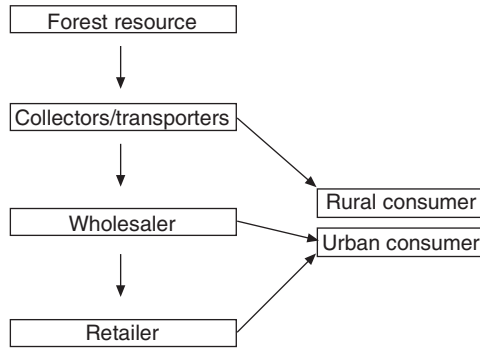 Forest resource
Collectors/transporters
Rural consumer
Wholesaler
Urban consumer
Retailer